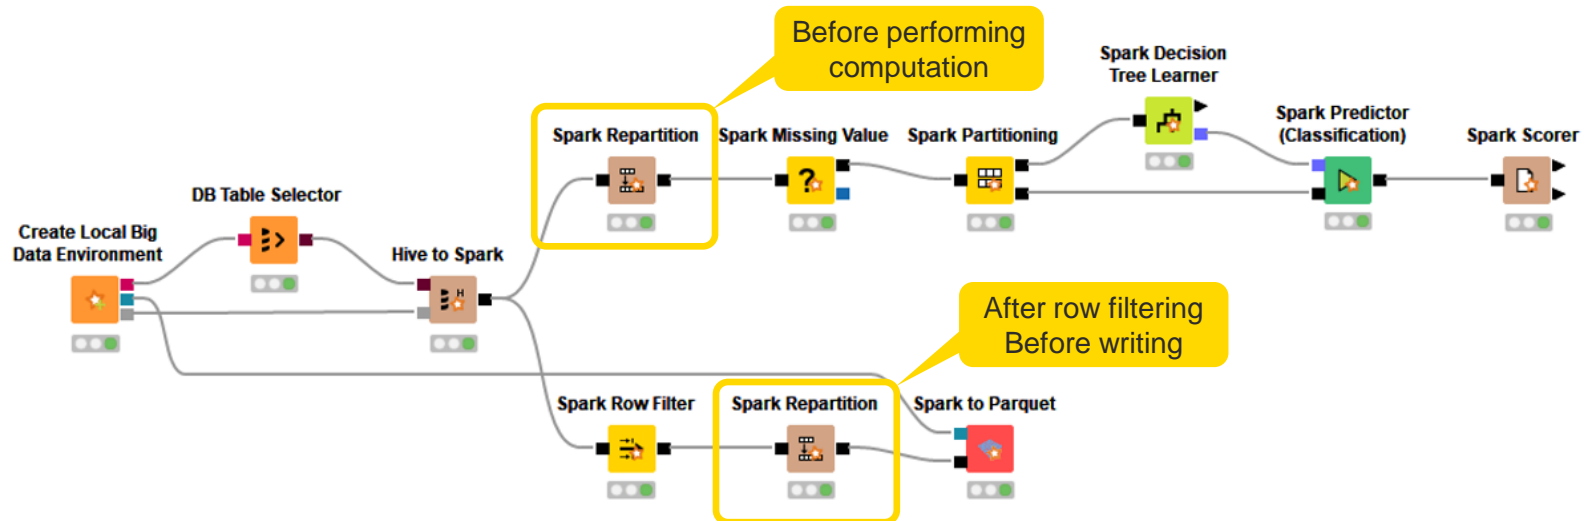 Before performing
computation
Spark Decision
Tree Learner
Spark Repartition
Spark Missing Value
Spark Partitioning
Spark Predictor
(Classification)
Spark Scorer
?
DB Table Selector
Create Local Big
Data Environment
Hive to Spark
H
After row filtering
Before writing
Spark Row Filter
Spark Repartition
Spark to Parquet